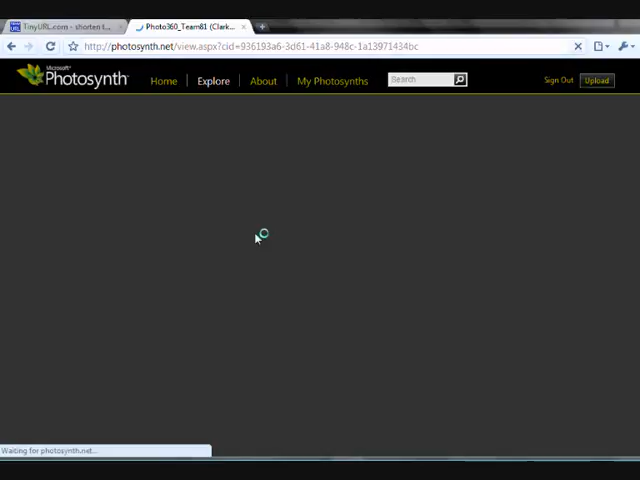 TinyURL.com - shorten t...
Photo360_Team81 (Clark...
http://photosynth.net/view.aspx?cid=936193a6-3d61-41a8-948c-1a13971434bc
Microsoft
Photosynth
Home
Explore
About
My Photosynths
Search
Sign Out
Upload
Waiting for photosynth.net...